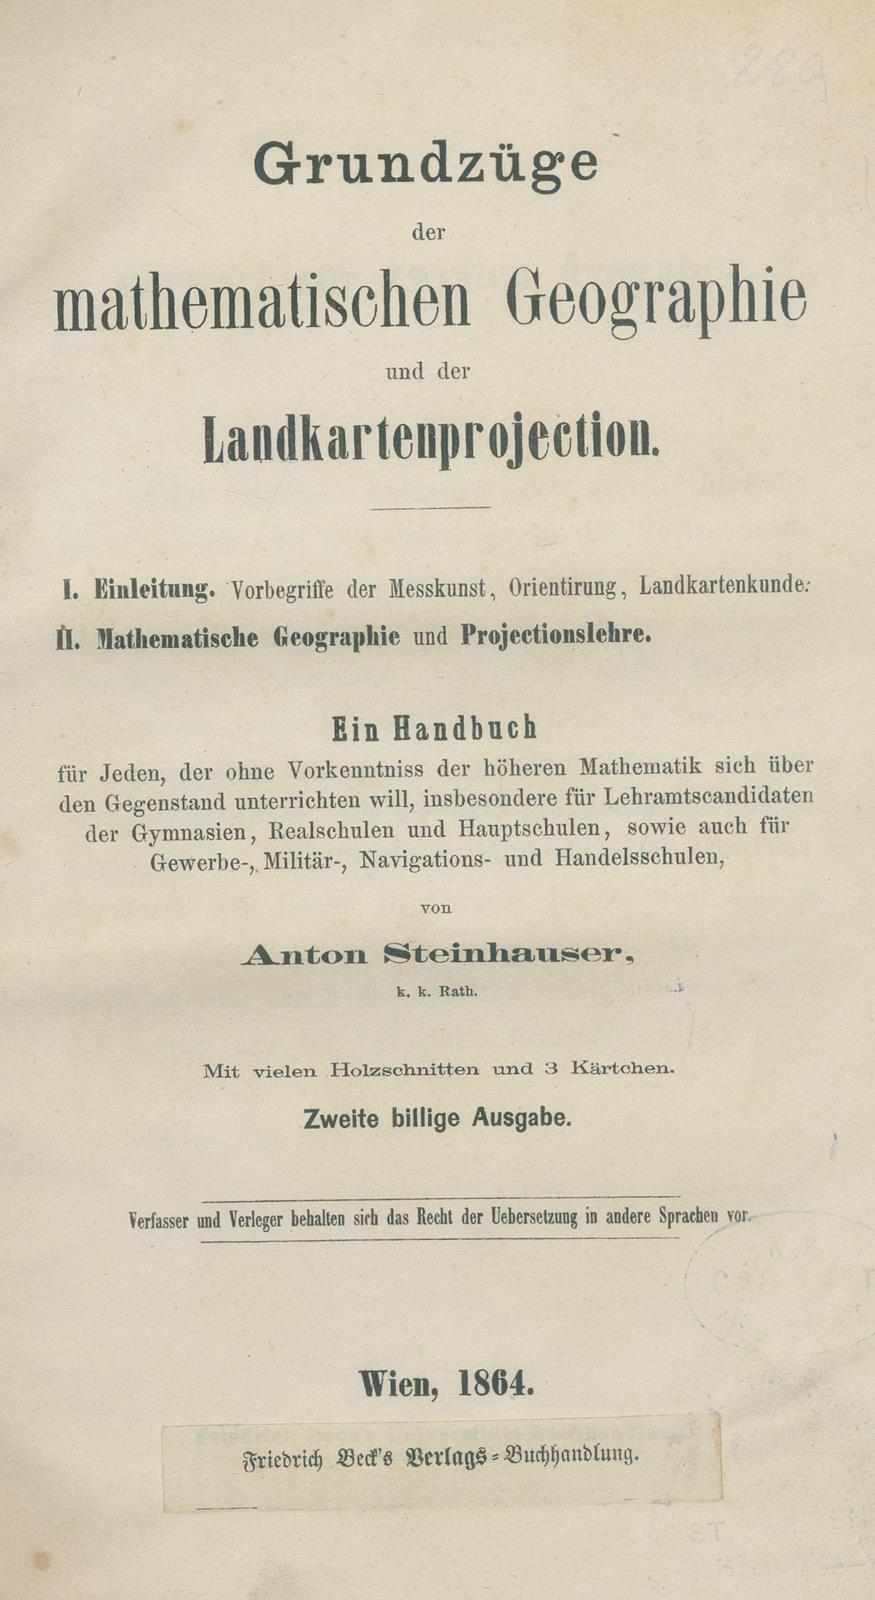 Grundzüge
der
mathematischen Geographie
und der
Landkartenprojection.
I. Einleitung. Vorbegriffe der Messkunst, Orientirung, Landkartenkunde.
II. Mathematische Geographie und Projectionslehre.
Ein Handbuch
für Jeden, der ohne Vorkenntniss der höheren Mathematik sich über
den Gegenstand unterrichten will, insbesondere für Lehramtscandidaten
der Gymnasien, Realschulen und Hauptschulen, sowie auch für
Gewerbe-, Militär-, Navigations- und Handelsschulen,
von
Anton Steinhauser,
k. k. Rath.
Mit vielen Holzschnitten und 3 Kärtchen.
Zweite billige Ausgabe.
Verfasser und Verleger behalten sich das Recht der Uebersetzung in andere Sprachen vor.
Wien, 1864.
Friedrich Beck's Verlags-Buchhandlung.